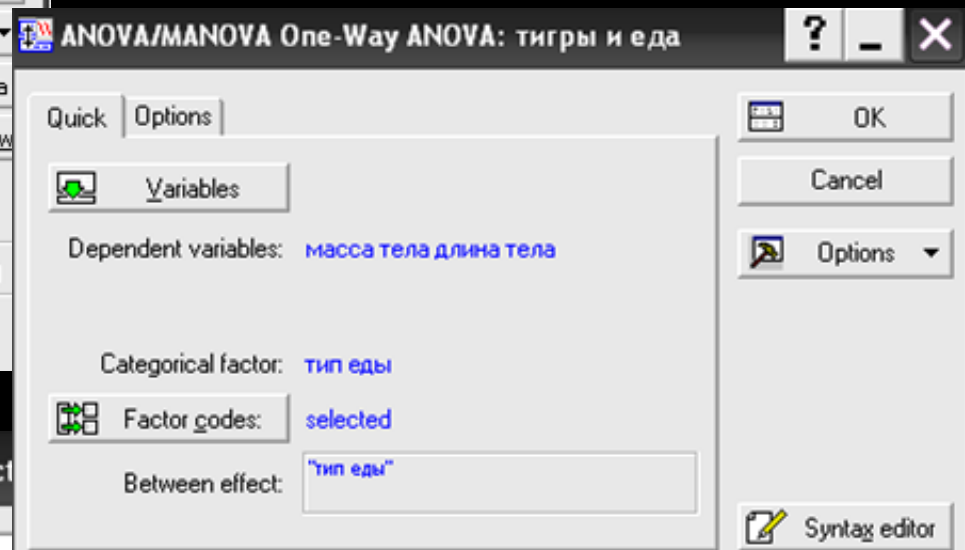 ANOVA/MANOVA One-Way ANOVA: тигры и еда
Quick
Options
OK
Variables
Cancel
Dependent variables: масса тела длина тела
Options
Categorical factor: тип еды
Factor codes: selected
Between effect: "тип еды"
Syntax editor